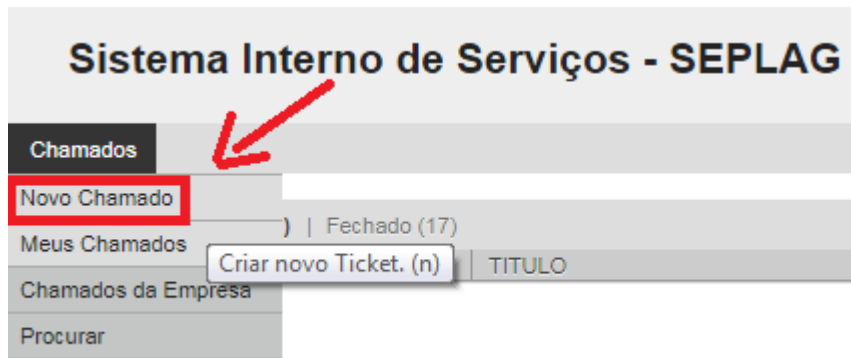 Sistema Interno de Serviços - SEPLAG
Chamados
Novo Chamado
) | Fechado (17)
Meus Chamados
Criar novo Ticket. (n)
TITULO
Chamados da Empresa
Procurar